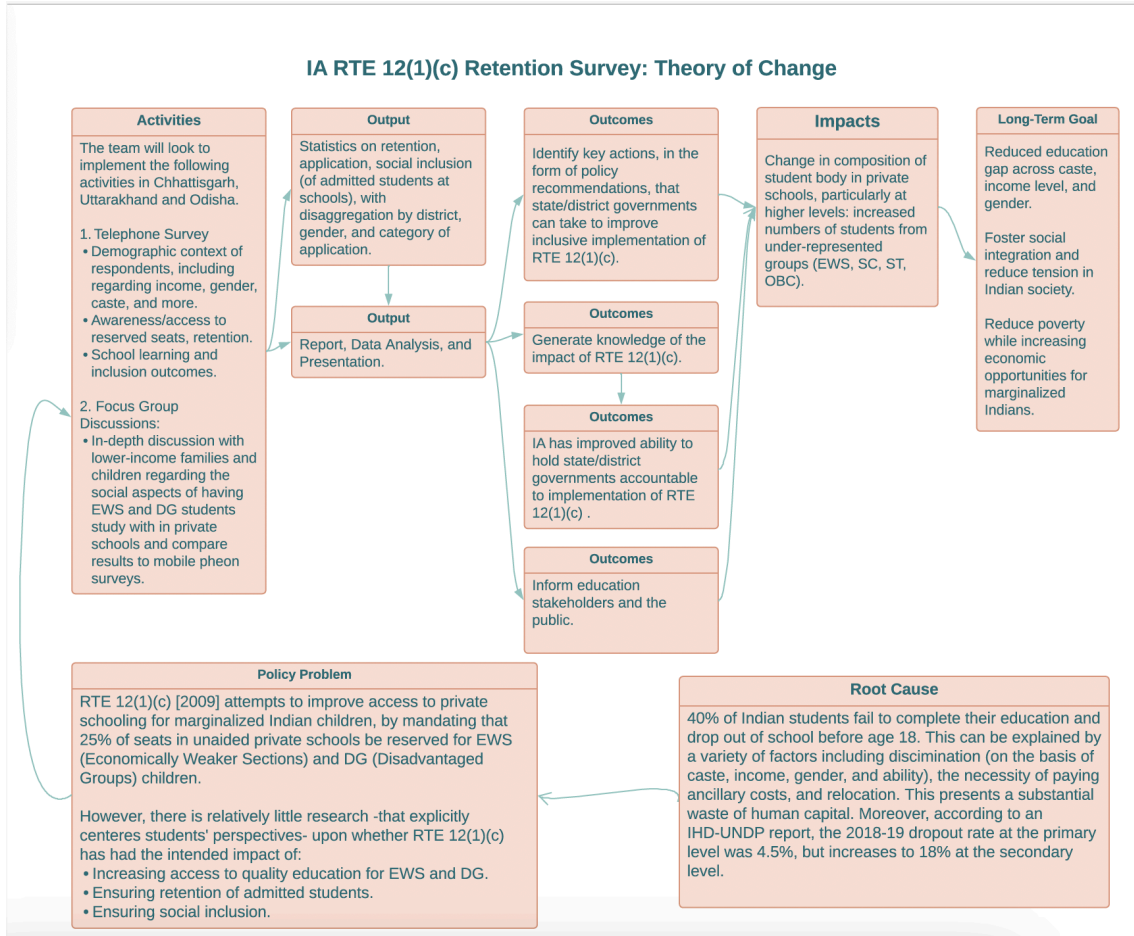 IA RTE 12(1)(c) Retention Survey: Theory of Change
Activities
The team will look to
implement the following
activities in Chhattisgarh,
Uttarakhand and Odisha.
1. Telephone Survey
• Demographic context of
respondents, including
regarding income, gender,
caste, and more.
• Awareness/access to
reserved seats, retention.
• School learning and
inclusion outcomes.
2. Focus Group
Discussions:
• In-depth discussion with
lower-income families and
children regarding the
social aspects of having
EWS and DG students
study with in private
schools and compare
results to mobile pheon
surveys.
Output
Statistics on retention,
application, social inclusion
(of admitted students at
schools), with
disaggregation by district,
gender, and category of
application.
Output
Report, Data Analysis, and
Presentation.
Outcomes
Identify key actions, in the
form of policy
recommendations, that
state/district governments
can take to improve
inclusive implementation of
RTE 12(1)(c).
Outcomes
Generate knowledge of the
impact of RTE 12(1)(c).
Outcomes
IA has improved ability to
hold state/district
governments accountable
to implementation of RTE
12(1)(c) .
Outcomes
Inform education
stakeholders and the
public.
Impacts
Change in composition of
student body in private
schools, particularly at
higher levels: increased
numbers of students from
under-represented
groups (EWS, SC, ST,
OBC).
Long-Term Goal
Reduced education
gap across caste,
income level, and
gender.
Foster social
integration and
reduce tension in
Indian society.
Reduce poverty
while increasing
economic
opportunities for
marginalized
Indians.
Policy Problem
RTE 12(1)(c) [2009] attempts to improve access to private
schooling for marginalized Indian children, by mandating that
25% of seats in unaided private schools be reserved for EWS
(Economically Weaker Sections) and DG (Disadvantaged
Groups) children.
However, there is relatively little research -that explicitly
centeres students' perspectives- upon whether RTE 12(1)(c)
has had the intended impact of:
• Increasing access to quality education for EWS and DG.
• Ensuring retention of admitted students.
• Ensuring social inclusion.
Root Cause
40% of Indian students fail to complete their education and
drop out of school before age 18. This can be explained by
a variety of factors including discimination (on the basis of
caste, income, gender, and ability), the necessity of paying
ancillary costs, and relocation. This presents a substantial
waste of human capital. Moreover, according to an
IHD-UNDP report, the 2018-19 dropout rate at the primary
level was 4.5%, but increases to 18% at the secondary
level.